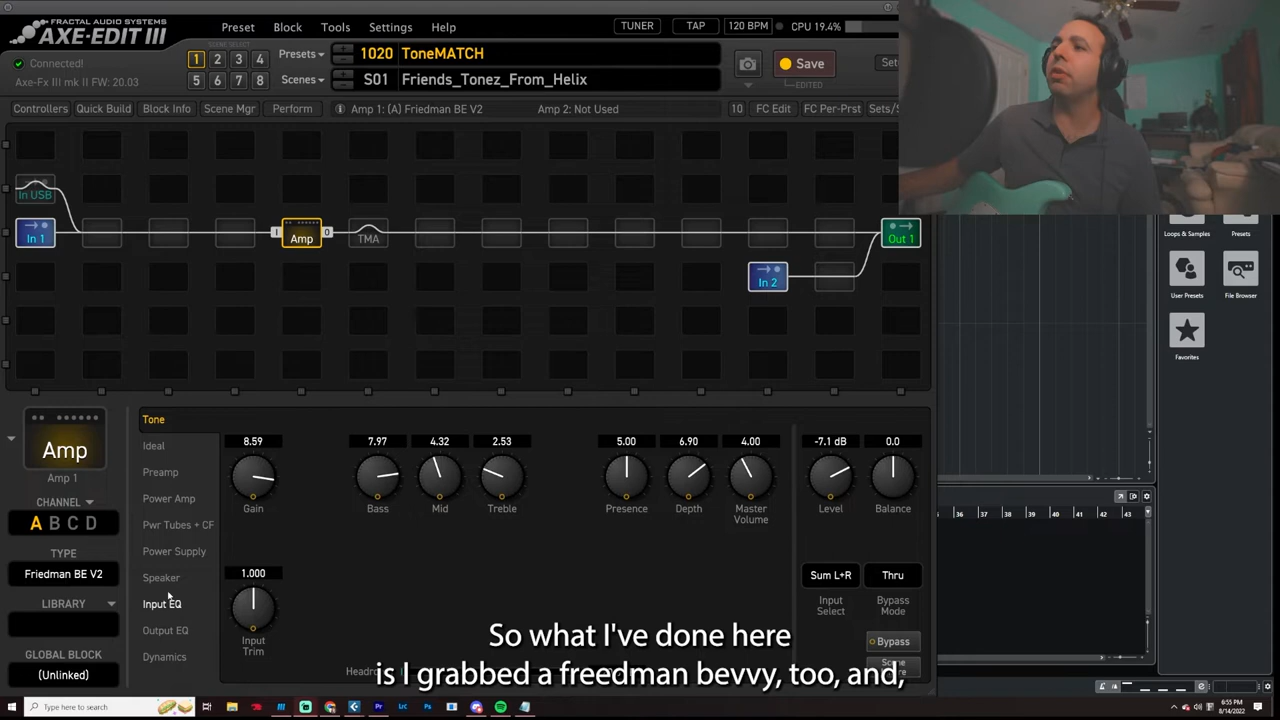 FRACTAL AUDIO SYSTEMS
AXE-EDIT III
Preset Block Tools Settings Help
TUNER TAP 120 BPM CPU 19.4%
Connected!
Axe-Fx III mk II FW: 20.03
SCENE SELECT
1 2 3 4
5 6 7 8
Presets 1020 ToneMATCH
Scenes S01 Friends_Tonez_From_Helix
Save
EDITED
Controllers Quick Build Block Info Scene Mgr Perform Amp 1: (A) Friedman BE V2 Amp 2: Not Used 10 FC Edit FC Per-Prst
In USB
In 1 Amp TMA Out 1
In 2
Loops & Samples Presets
User Presets File Browser
Favorites
Amp
Amp 1
CHANNEL
A B C D
TYPE
Friedman BE V2
LIBRARY
GLOBAL BLOCK
(Unlinked)
Tone
Ideal
Preamp
Power Amp
Pwr Tubes + CF
Power Supply
Speaker
Input EQ
Output EQ
Dynamics
8.59 7.97 4.32 2.53 5.00 6.90 4.00 -7.1 dB 0.0
Gain Bass Mid Treble Presence Depth Master Volume Level Balance
1.000
Input Trim
Sum L+R Thru
Input Select Bypass Mode
Bypass
36 37 38 39 40 41 42 43
So what I've done here
is I grabbed a freedman bevvy, too, and,
Type here to search
6:55 PM
8/14/2022